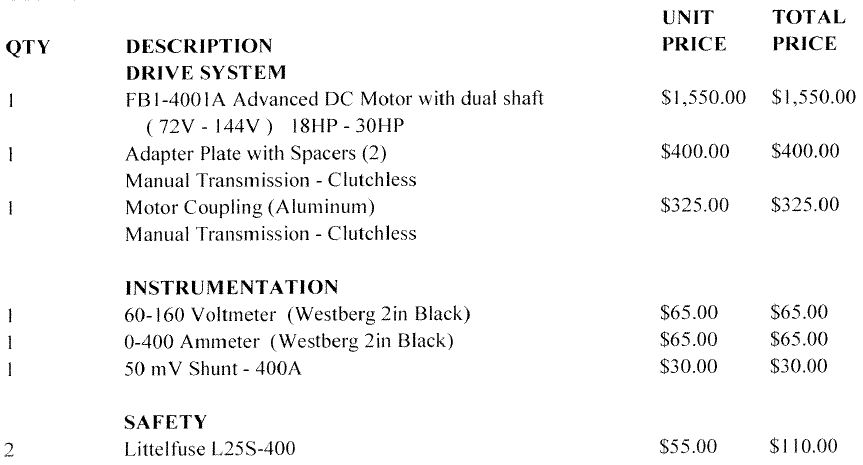 UNIT TOTAL
QTY DESCRIPTION PRICE PRICE
DRIVE SYSTEM
1 FB1-4001A Advanced DC Motor with dual shaft $1,550.00 $1,550.00
( 72V - 144V ) 18HP - 30HP
1 Adapter Plate with Spacers (2) $400.00 $400.00
Manual Transmission - Clutchless
1 Motor Coupling (Aluminum) $325.00 $325.00
Manual Transmission - Clutchless
INSTRUMENTATION
1 60-160 Voltmeter (Westberg 2in Black) $65.00 $65.00
1 0-400 Ammeter (Westberg 2in Black) $65.00 $65.00
1 50 mV Shunt - 400A $30.00 $30.00
SAFETY
2 Littelfuse L25S-400 $55.00 $110.00